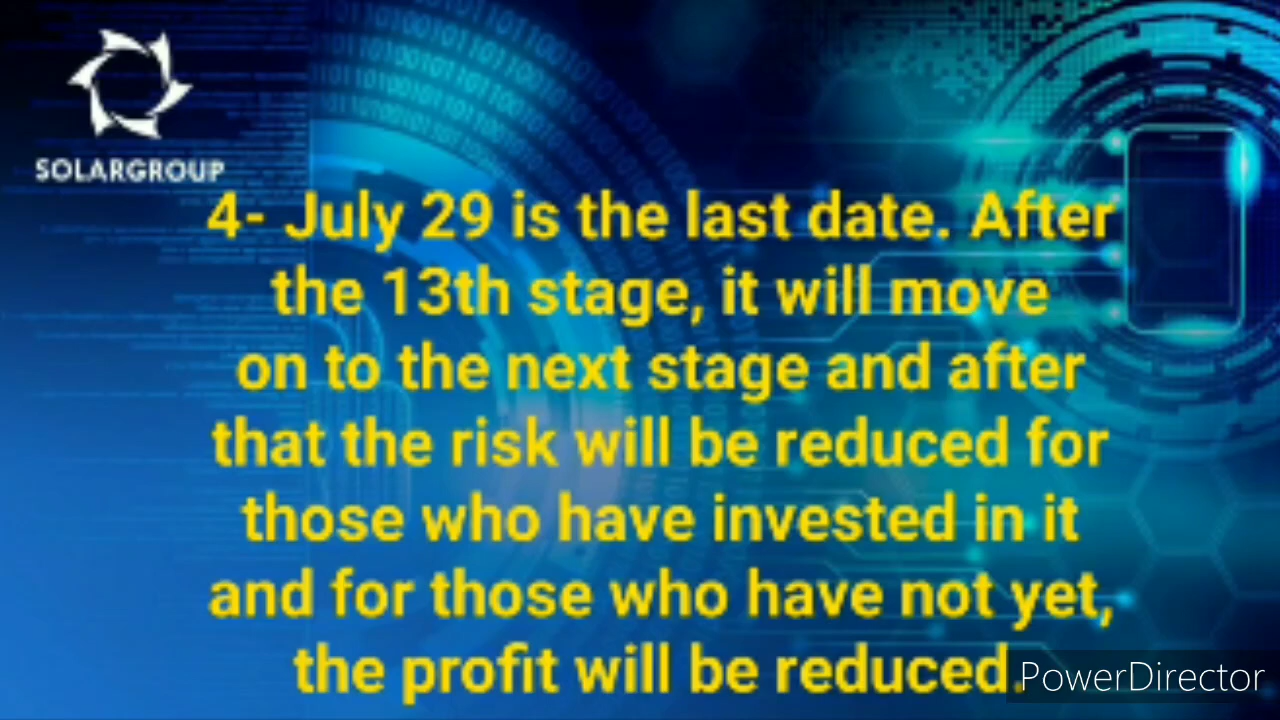 SOLARGROUP
4- July 29 is the last date. After
the 13th stage, it will move
on to the next stage and after
that the risk will be reduced for
those who have invested in it
and for those who have not yet,
the profit will be reduced.
PowerDirector